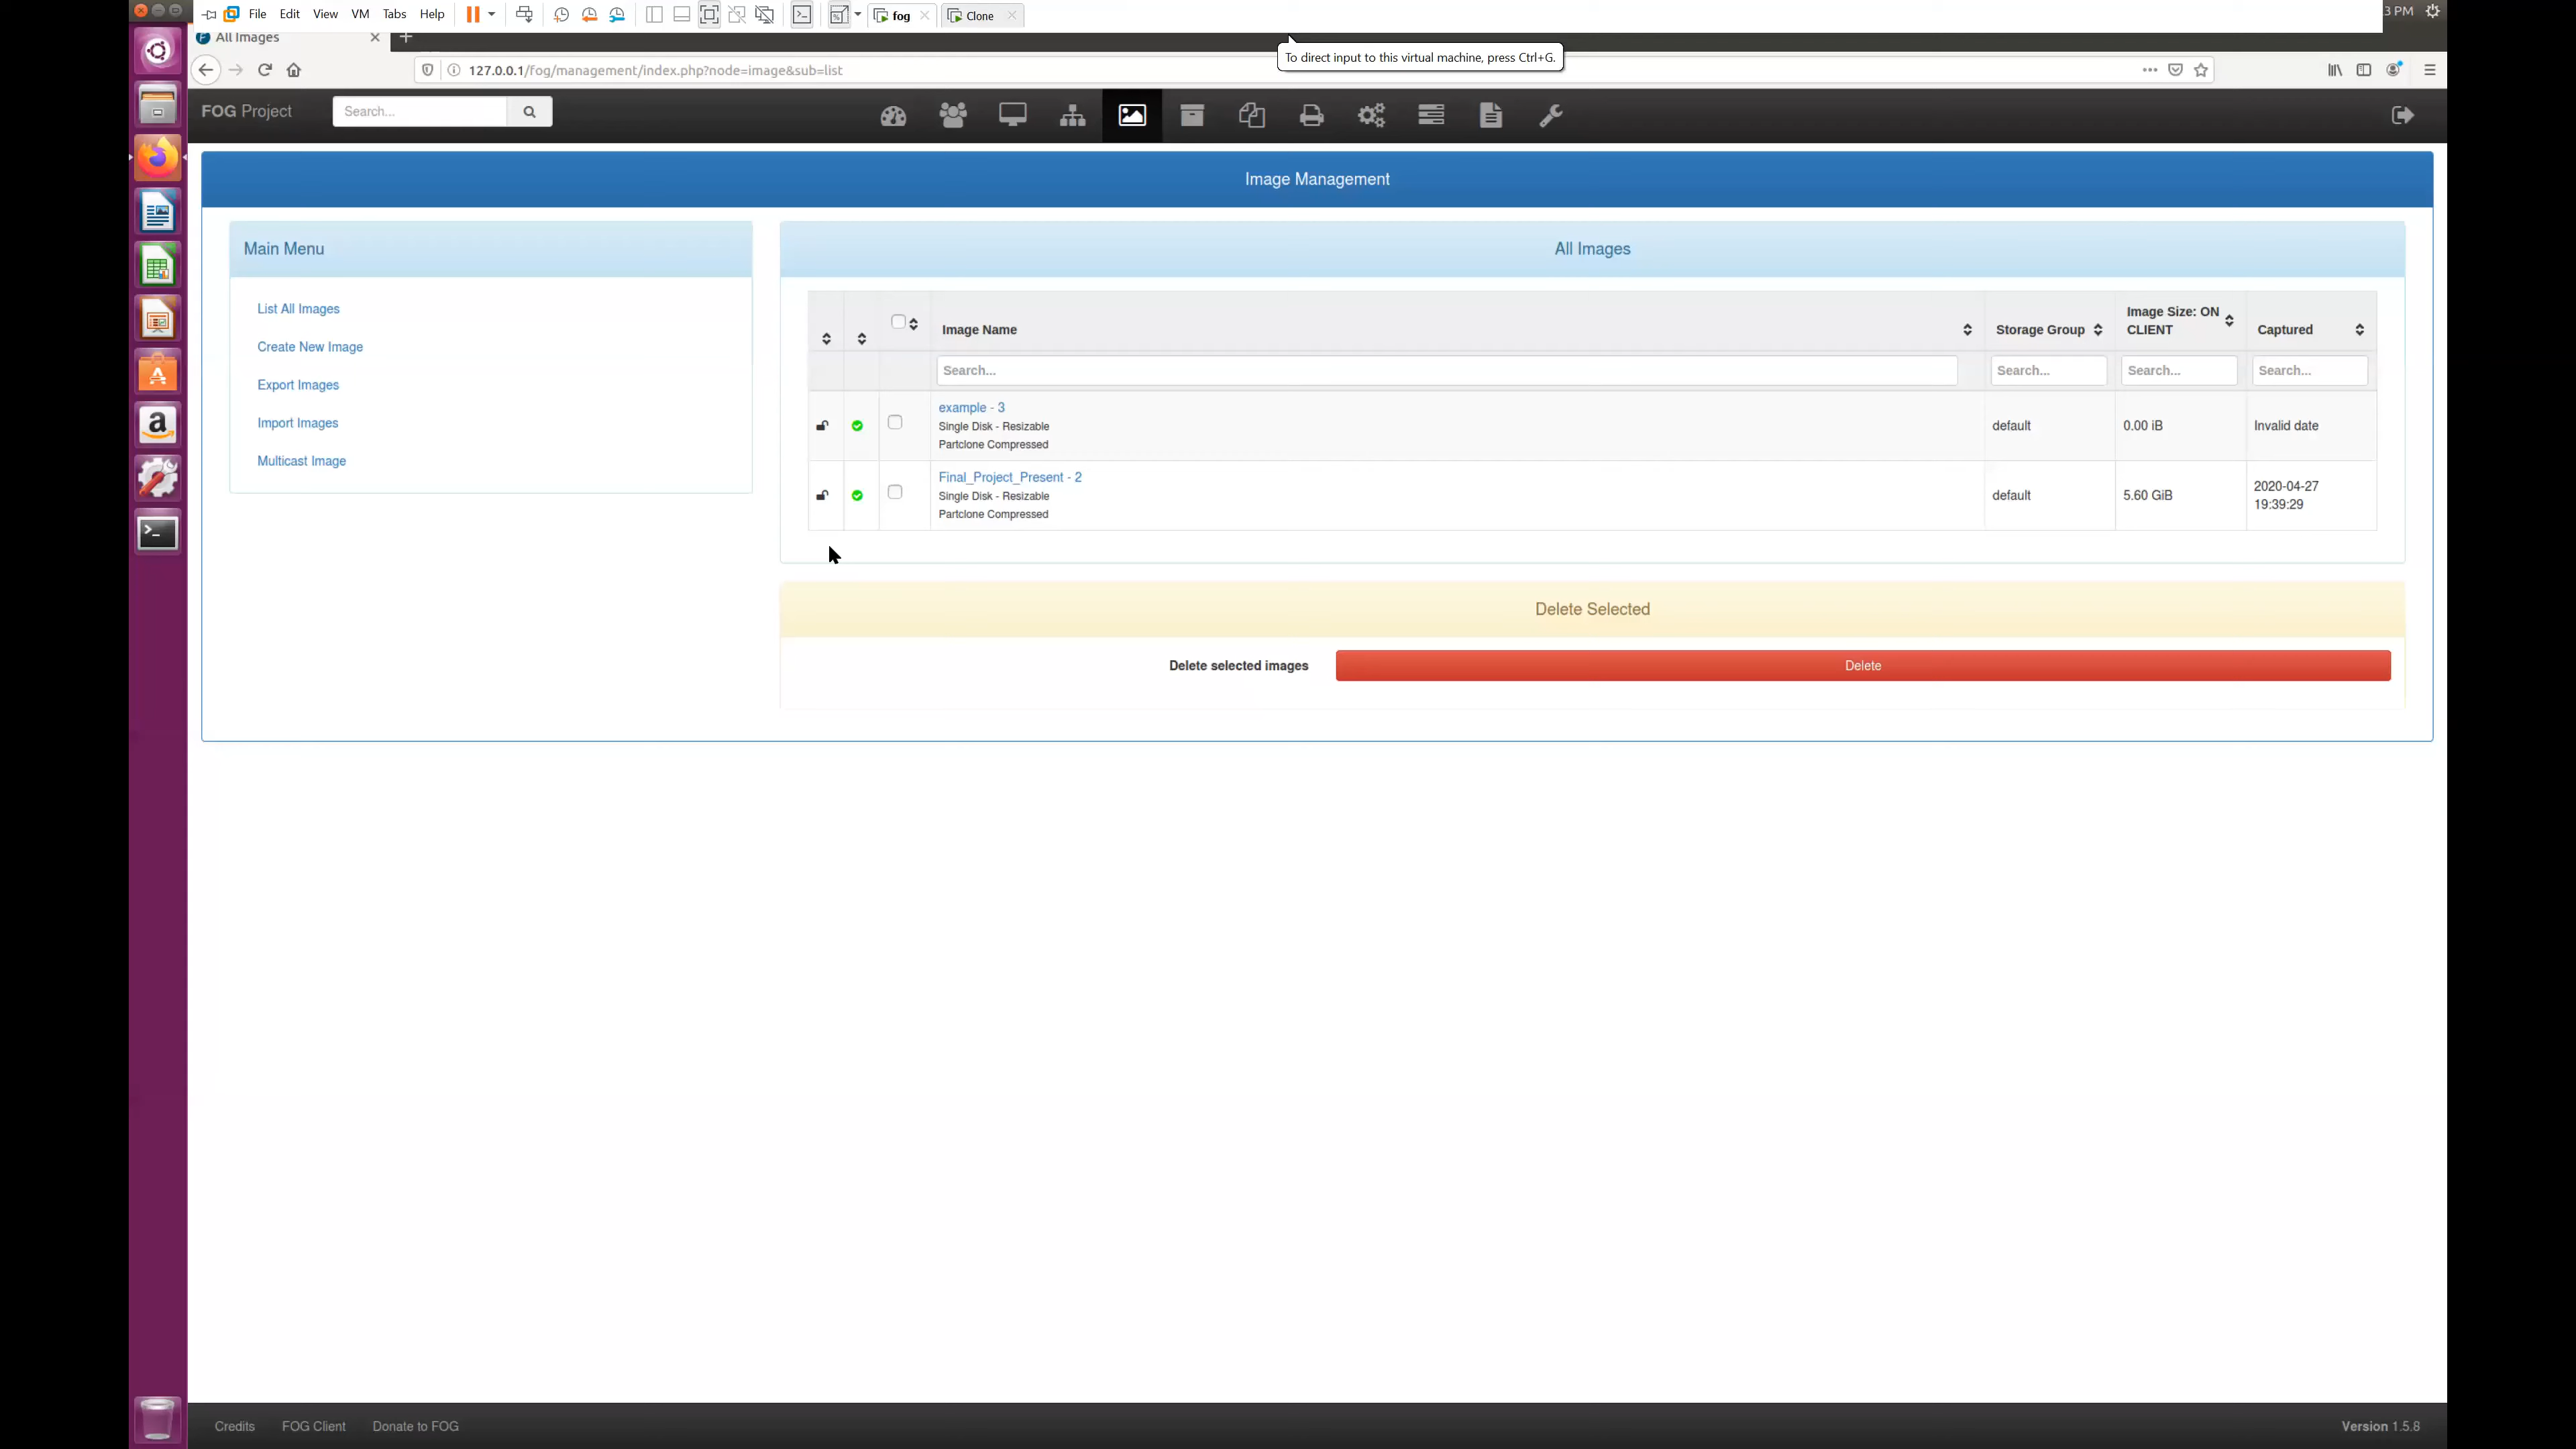 File Edit View VM Tabs Help fog Clone
3 PM
All Images
To direct input to this virtual machine, press Ctrl+G.
127.0.0.1/fog/management/index.php?node=image&sub=list
FOG Project
Search...
Image Management
Main Menu
List All Images
Create New Image
Export Images
Import Images
Multicast Image
All Images
Image Name
Storage Group
Image Size: ON
CLIENT
Captured
Search... Search... Search... Search...
example - 3
Single Disk - Resizable
Partclone Compressed
default
0.00 iB
Invalid date
Final_Project_Present - 2
Single Disk - Resizable
Partclone Compressed
default
5.60 GiB
2020-04-27
19:39:29
Delete Selected
Delete selected images
Delete
Credits FOG Client Donate to FOG
Version 1.5.8